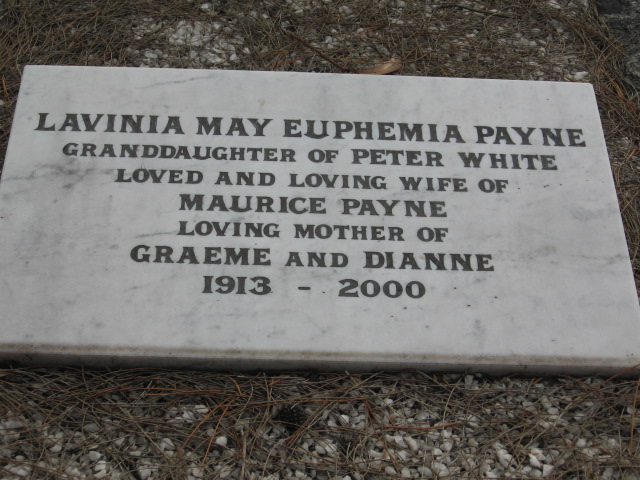 LAVINIA MAY EUPHEMIA PAYNE
GRANDDAUGHTER OF PETER WHITE
LOVED AND LOVING WIFE OF
MAURICE PAYNE
LOVING MOTHER OF
GRAEME AND DIANNE
1913 - 2000